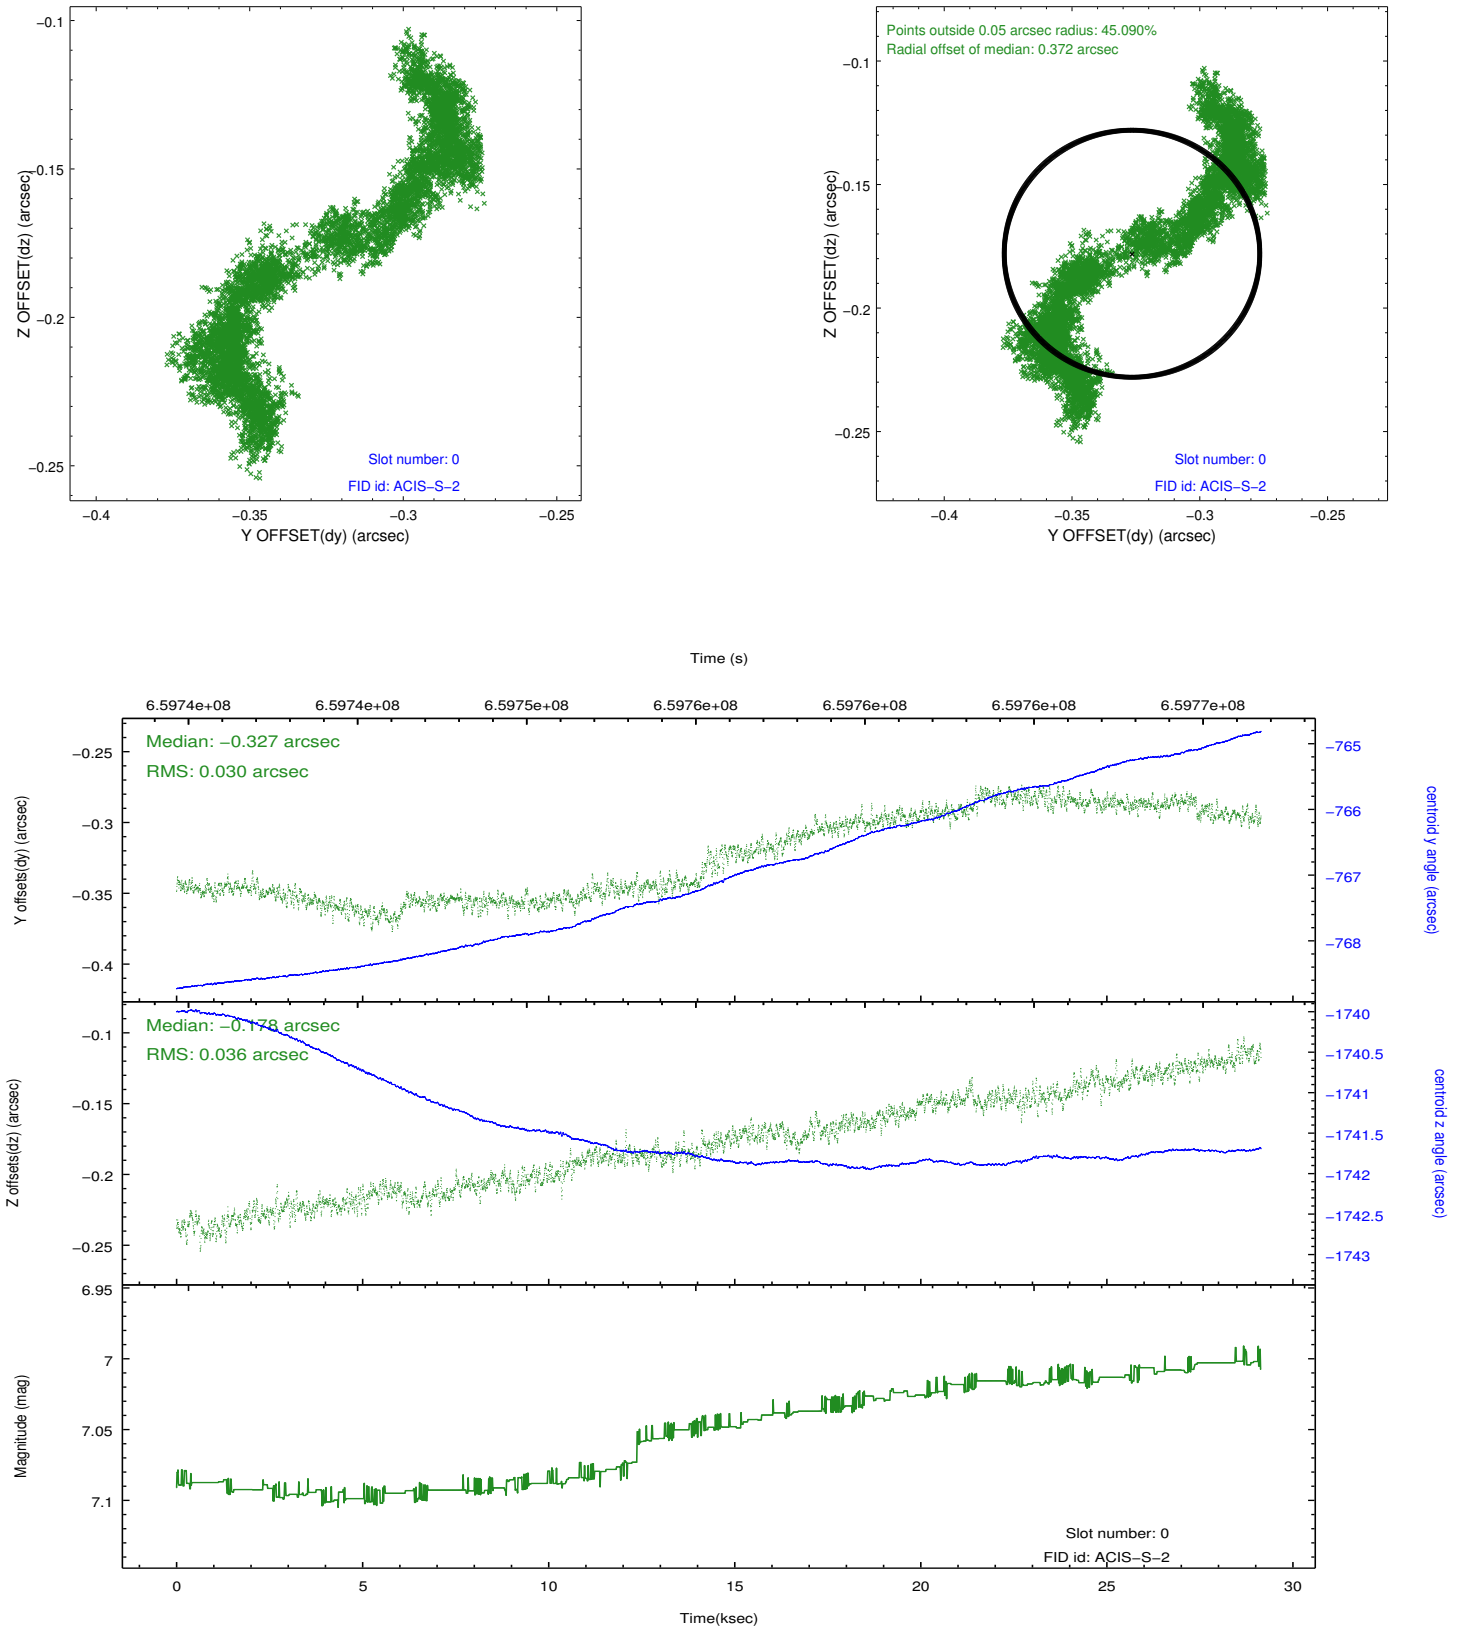 −0.1
−0.15
−0.2
−0.25
Z OFFSET(dz) (arcsec)
Slot number: 0
FID id: ACIS−S−2
−0.4
−0.35
−0.3
−0.25
Y OFFSET(dy) (arcsec)
Points outside 0.05 arcsec radius: 45.090%
Radial offset of median: 0.372 arcsec
−0.1
−0.15
−0.2
−0.25
Z OFFSET(dz) (arcsec)
Slot number: 0
FID id: ACIS−S−2
−0.4
−0.35
−0.3
−0.25
Y OFFSET(dy) (arcsec)
Time (s)
6.5974e+08
6.5974e+08
6.5975e+08
6.5976e+08
6.5976e+08
6.5976e+08
6.5977e+08
Median: −0.327 arcsec
RMS: 0.030 arcsec
−0.25
−0.3
−0.35
−0.4
Y offsets(dy) (arcsec)
−765
−766
−767
−768
centroid y angle (arcsec)
Median: −0.178 arcsec
RMS: 0.036 arcsec
−0.1
−0.15
−0.2
−0.25
Z offsets(dz) (arcsec)
−1740
−1740.5
−1741
−1741.5
−1742
−1742.5
−1743
centroid z angle (arcsec)
6.95
7
7.05
7.1
Magnitude (mag)
Slot number: 0
FID id: ACIS−S−2
0
5
10
15
20
25
30
Time(ksec)